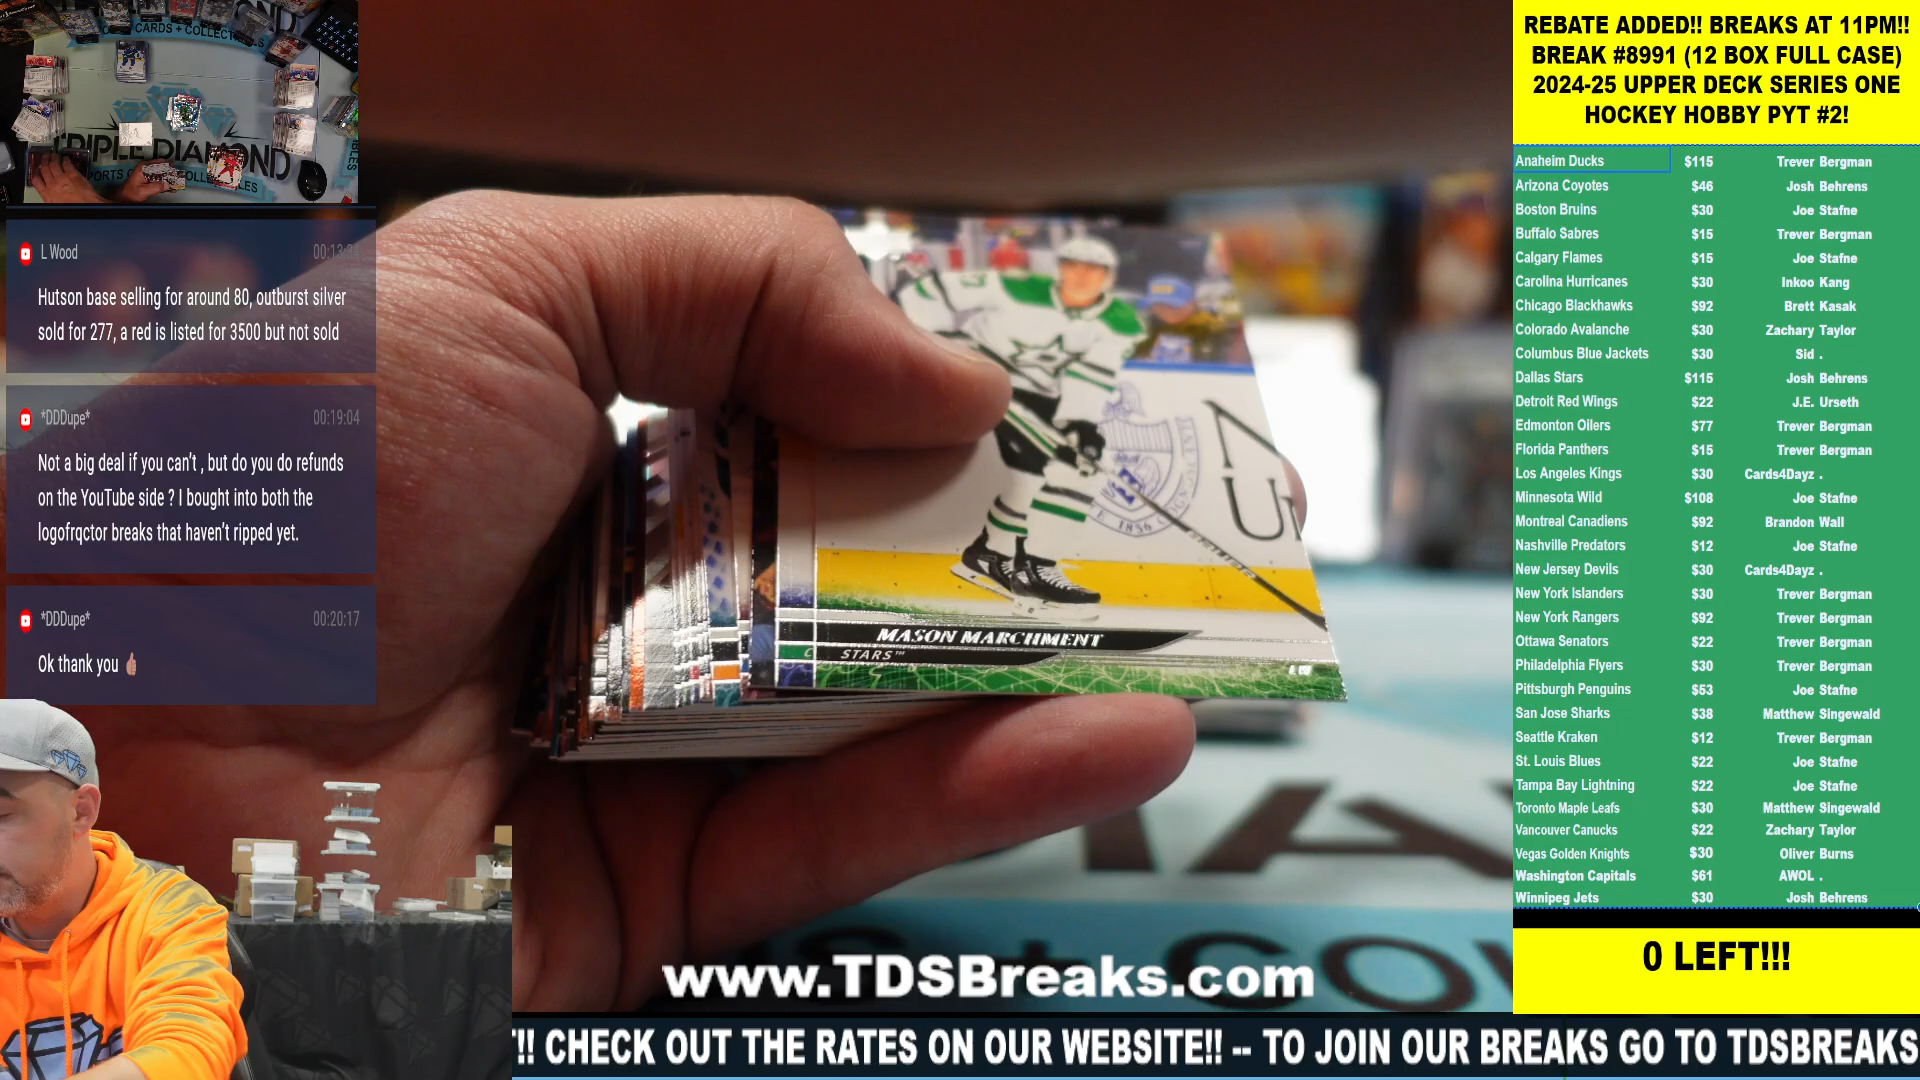 CARDS + COLLECTIBLES
TRIPLE DIAMOND
L Wood
Hutson base selling for around 80, outburst silver
sold for 277, a red is listed for 3500 but not sold
*DDDupe* 00:19:04
Not a big deal if you can't , but do you do refunds
on the YouTube side ? I bought into both the
logofrqctor breaks that haven't ripped yet.
*DDDupe* 00:20:17
Ok thank you 👍🏼
1856
MASON MARCHMENT
STARS™
www.TDSBreaks.com
!! CHECK OUT THE RATES ON OUR WEBSITE!! -- TO JOIN OUR BREAKS GO TO TDSBREAKS
REBATE ADDED!! BREAKS AT 11PM!!
BREAK #8991 (12 BOX FULL CASE)
2024-25 UPPER DECK SERIES ONE
HOCKEY HOBBY PYT #2!
Anaheim Ducks $115 Trever Bergman
Arizona Coyotes $46 Josh Behrens
Boston Bruins $30 Joe Stafne
Buffalo Sabres $15 Trever Bergman
Calgary Flames $15 Joe Stafne
Carolina Hurricanes $30 Inkoo Kang
Chicago Blackhawks $92 Brett Kasak
Colorado Avalanche $30 Zachary Taylor
Columbus Blue Jackets $30 Sid .
Dallas Stars $115 Josh Behrens
Detroit Red Wings $22 J.E. Urseth
Edmonton Oilers $77 Trever Bergman
Florida Panthers $15 Trever Bergman
Los Angeles Kings $30 Cards4Dayz .
Minnesota Wild $108 Joe Stafne
Montreal Canadiens $92 Brandon Wall
Nashville Predators $12 Joe Stafne
New Jersey Devils $30 Cards4Dayz .
New York Islanders $30 Trever Bergman
New York Rangers $92 Trever Bergman
Ottawa Senators $22 Trever Bergman
Philadelphia Flyers $30 Trever Bergman
Pittsburgh Penguins $53 Joe Stafne
San Jose Sharks $38 Matthew Singewald
Seattle Kraken $12 Trever Bergman
St. Louis Blues $22 Joe Stafne
Tampa Bay Lightning $22 Joe Stafne
Toronto Maple Leafs $30 Matthew Singewald
Vancouver Canucks $22 Zachary Taylor
Vegas Golden Knights $30 Oliver Burns
Washington Capitals $61 AWOL .
Winnipeg Jets $30 Josh Behrens
0 LEFT!!!